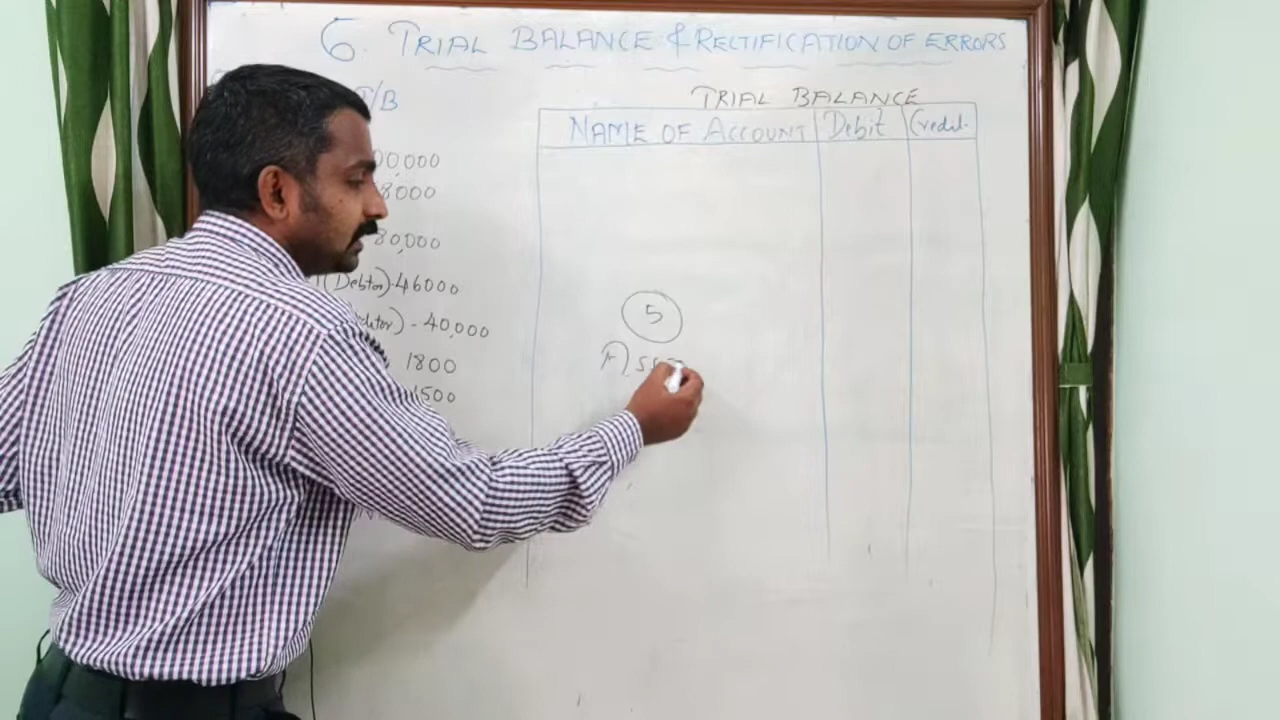 6. TRIAL BALANCE & RECTIFICATION OF ERRORS
T/B
00,000
8000
80,000
(Debtor) - 46000
- 40,000
1800
1500
TRIAL BALANCE
NAME OF ACCOUNT Debit Credit
5